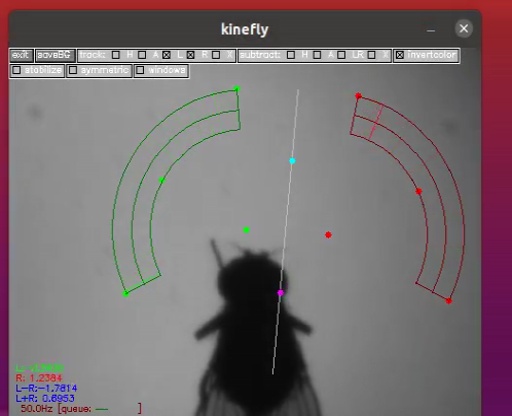 kinefly
exit saveBG track: H A L R X subtract: H A LR X invertcolor
stabilize symmetric windows
R: 1.2384
L-R:-1.7814
L+R: 0.6953
50.0Hz [queue: — ]